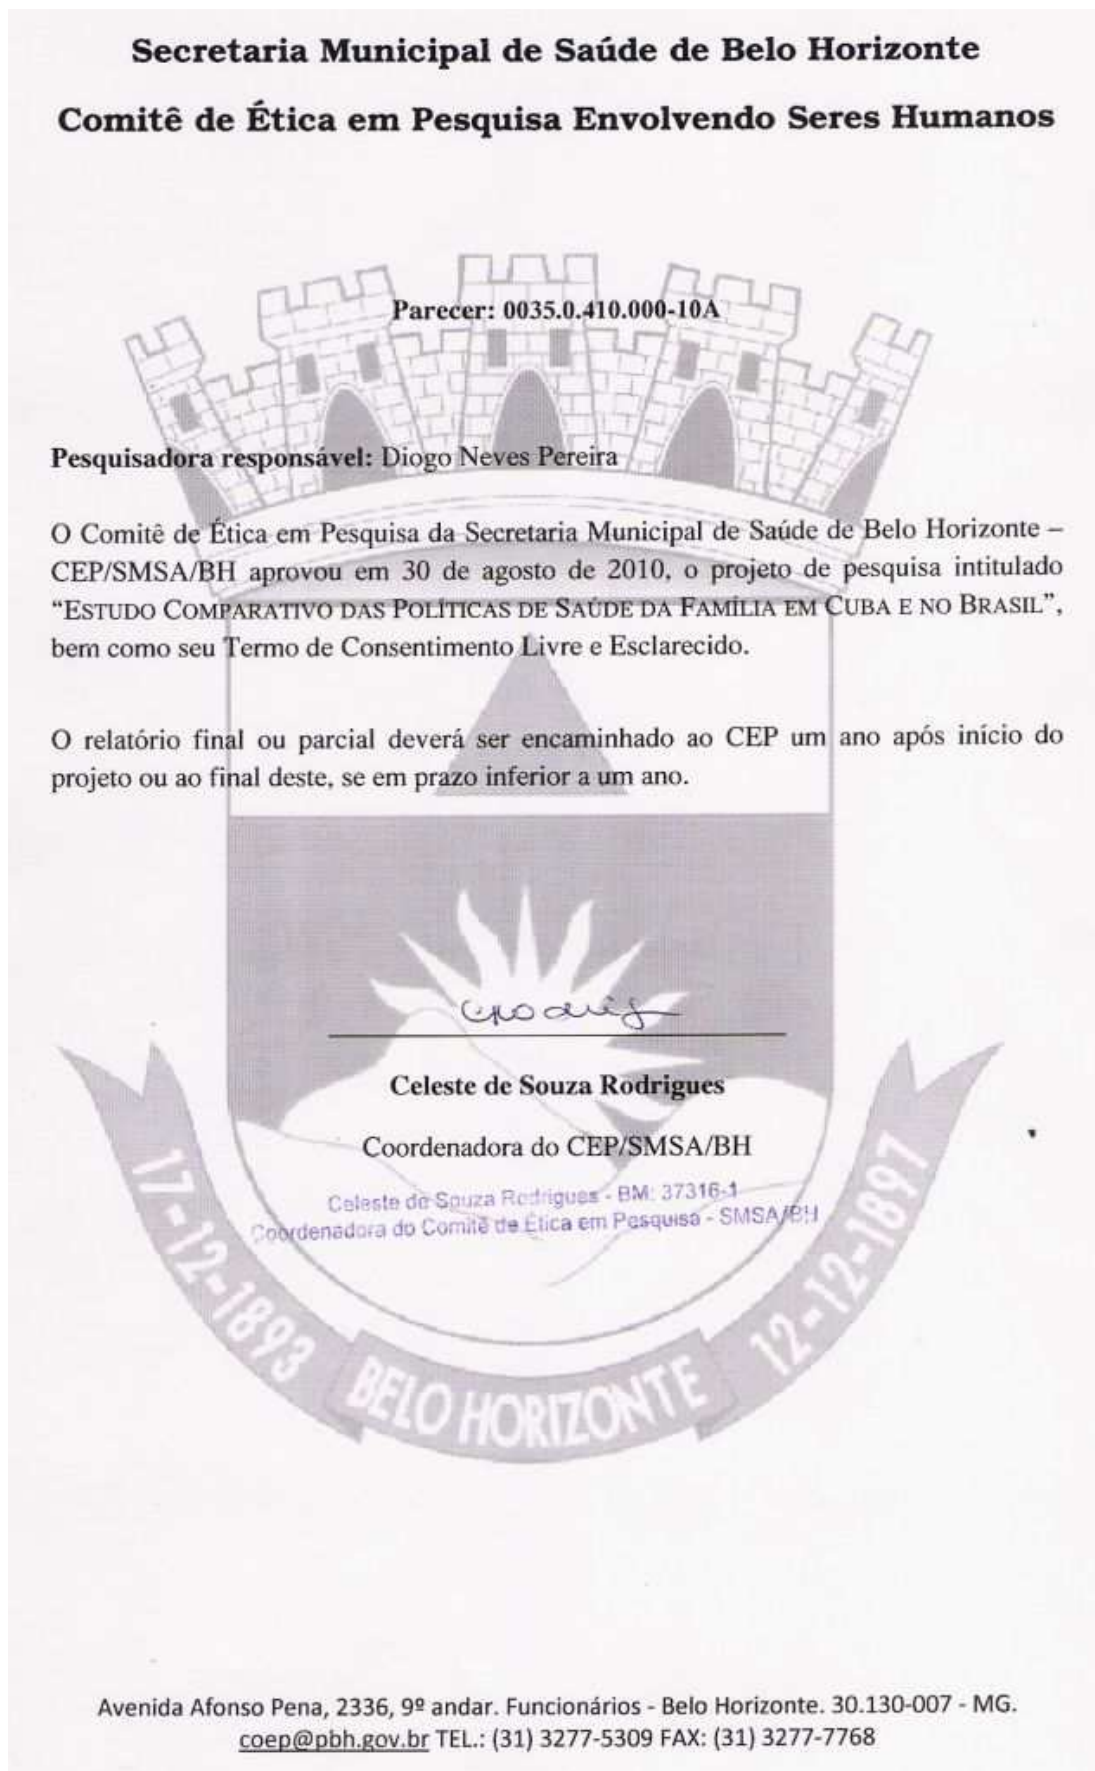 Secretaria Municipal de Saúde de Belo Horizonte
Comitê de Ética em Pesquisa Envolvendo Seres Humanos
Parecer: 0035.0.410.000-10A
Pesquisadora responsável: Diogo Neves Pereira
O Comitê de Ética em Pesquisa da Secretaria Municipal de Saúde de Belo Horizonte –
CEP/SMSA/BH aprovou em 30 de agosto de 2010, o projeto de pesquisa intitulado
“ESTUDO COMPARATIVO DAS POLÍTICAS DE SAÚDE DA FAMÍLIA EM CUBA E NO BRASIL”,
bem como seu Termo de Consentimento Livre e Esclarecido.
O relatório final ou parcial deverá ser encaminhado ao CEP um ano após início do
projeto ou ao final deste, se em prazo inferior a um ano.
Celeste de Souza Rodrigues
Coordenadora do CEP/SMSA/BH
Celeste de Souza Rodrigues - BM: 37316-1
Coordenadora do Comitê de Ética em Pesquisa - SMSA/BH
17-12-1893
BELO HORIZONTE
12-12-1897
Avenida Afonso Pena, 2336, 9º andar. Funcionários - Belo Horizonte. 30.130-007 - MG.
coep@pbh.gov.br TEL.: (31) 3277-5309 FAX: (31) 3277-7768